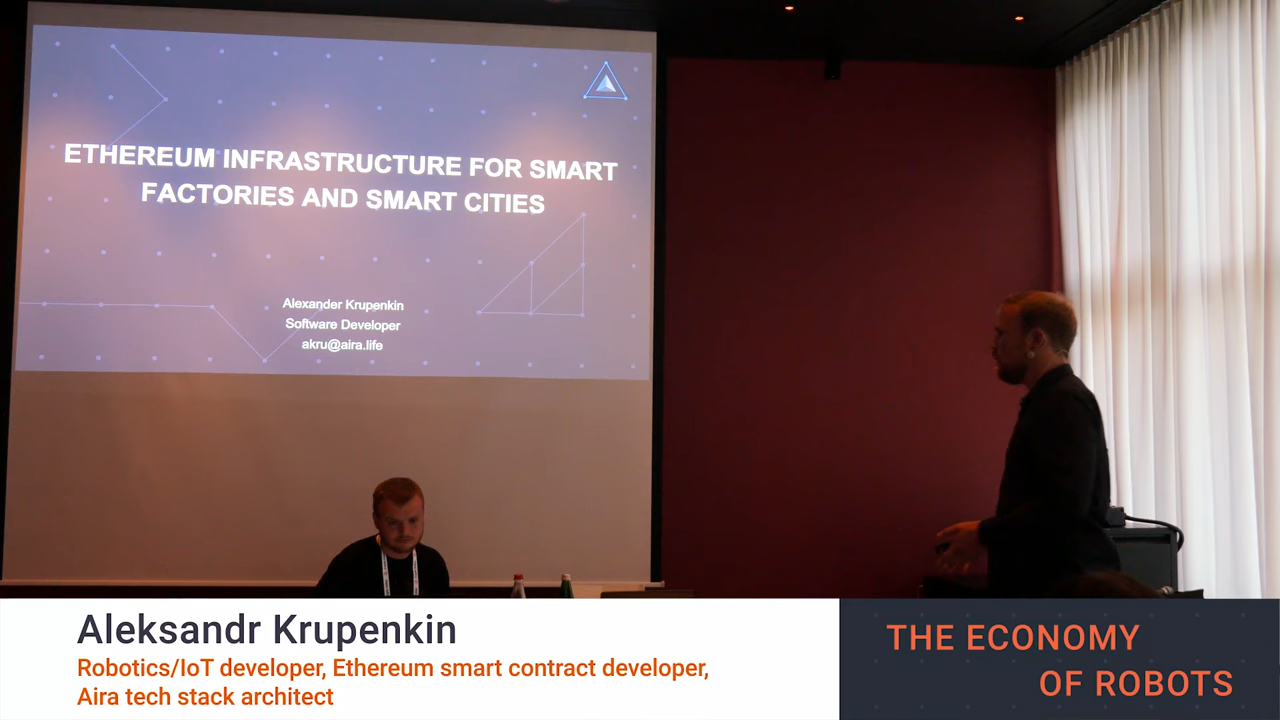 ETHEREUM INFRASTRUCTURE FOR SMART
FACTORIES AND SMART CITIES
Alexander Krupenkin
Software Developer
akru@aira.life
Aleksandr Krupenkin
Robotics/IoT developer, Ethereum smart contract developer,
Aira tech stack architect
THE ECONOMY
OF ROBOTS